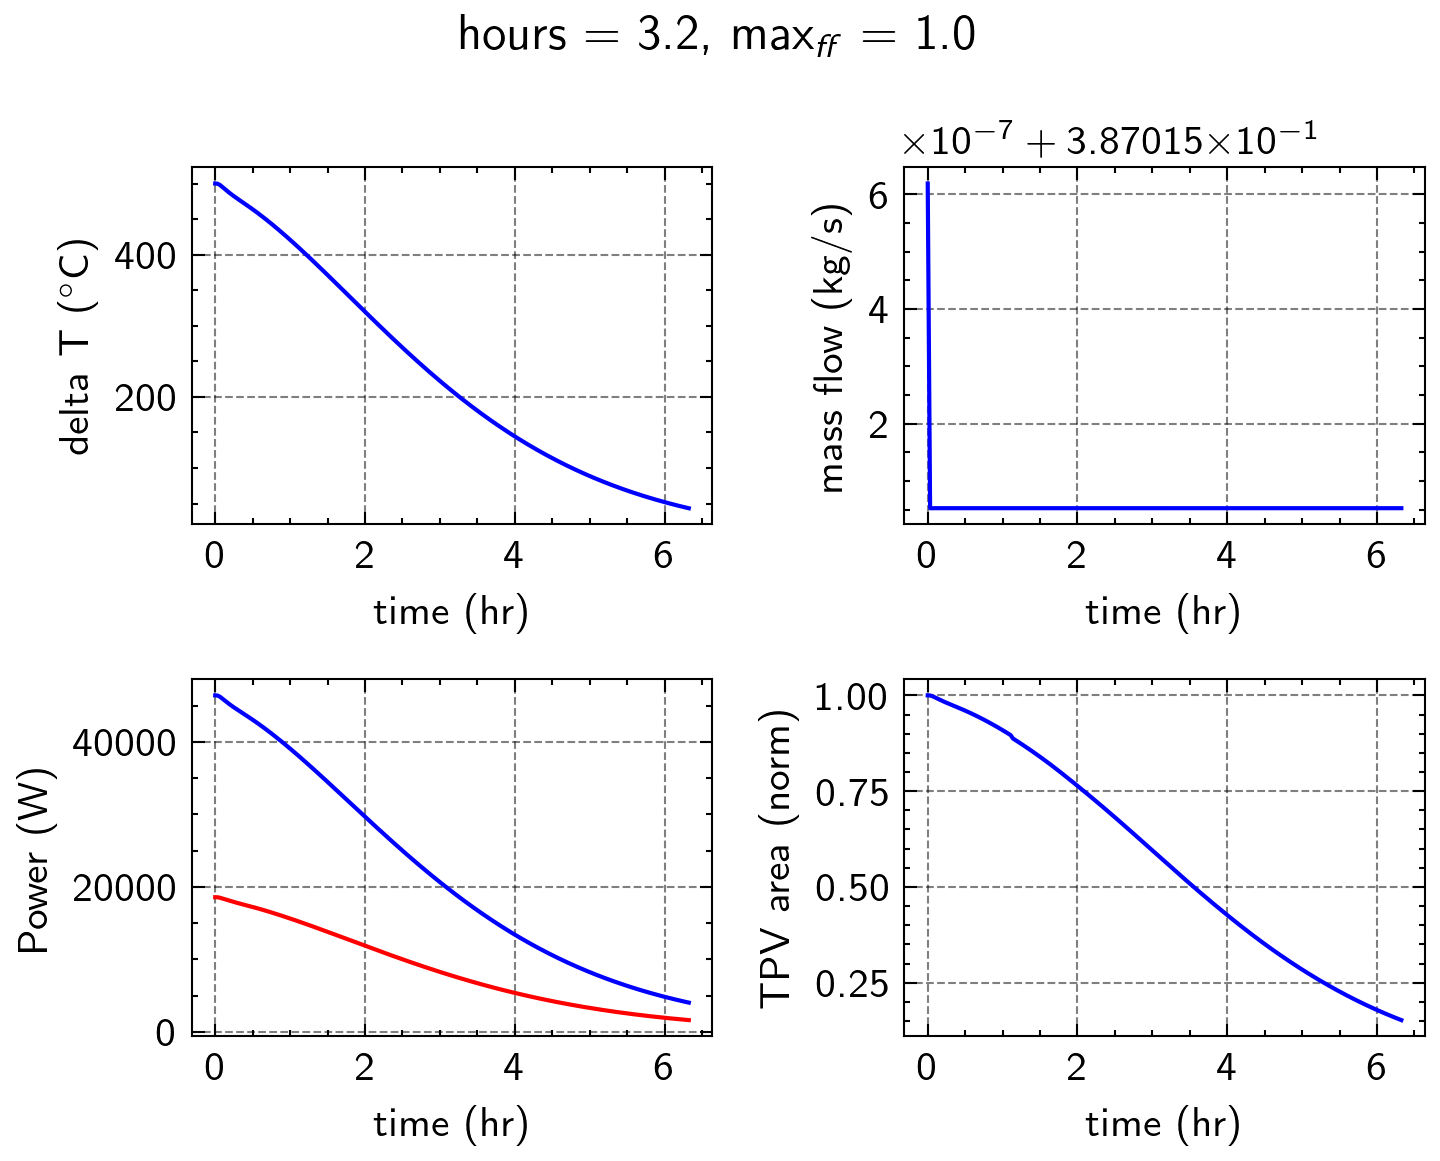 hours = 3.2, max_ff = 1.0
delta T (°C)
400
200
0 2 4 6
time (hr)
×10⁻⁷ + 3.87015×10⁻¹
mass flow (kg/s)
6
4
2
0 2 4 6
time (hr)
Power (W)
40000
20000
0
0 2 4 6
time (hr)
TPV area (norm)
1.00
0.75
0.50
0.25
0 2 4 6
time (hr)